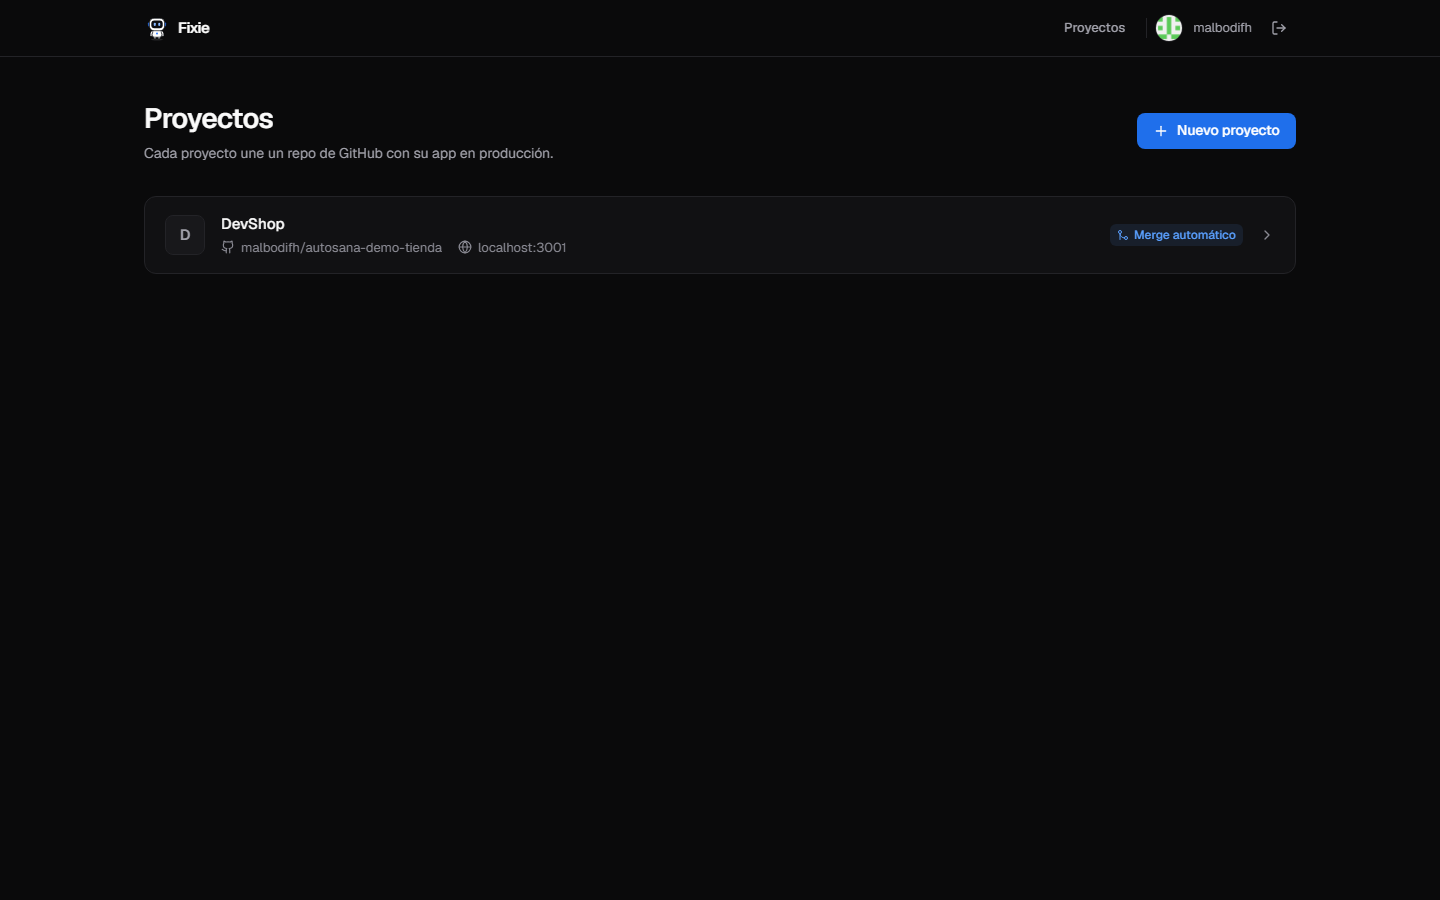 Fixie
Proyectos
malbodifh
Proyectos
Cada proyecto une un repo de GitHub con su app en producción.
Nuevo proyecto
D
DevShop
malbodifh/autosana-demo-tienda
localhost:3001
Merge automático